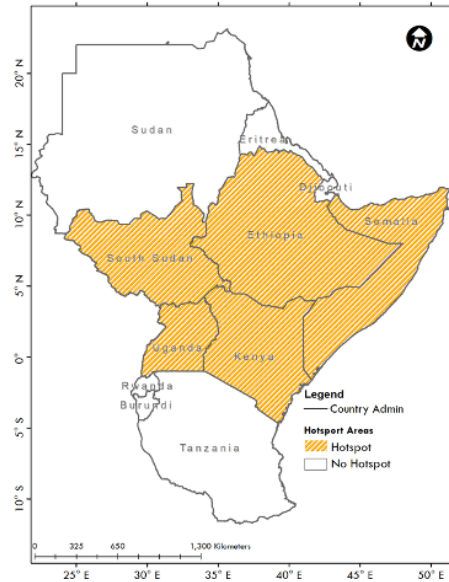 N
20° N
15° N
10° N
5° N
0°
5° S
10° S
Sudan
Eritrea
Djibouti
Somalia
Ethiopia
South Sudan
Uganda
Kenya
Rwanda
Burundi
Tanzania
Legend
Country Admin
Hotsport Areas
Hotspot
No Hotspot
0 325 650 1,300 Kilometers
25° E 30° E 35° E 40° E 45° E 50° E